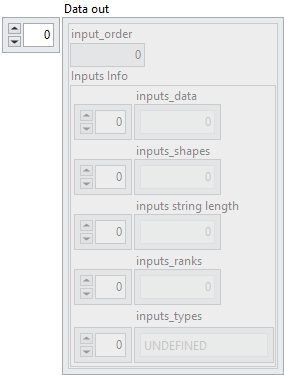 Data out
0
input_order
0
Inputs Info
inputs_data
0 0
inputs_shapes
0 0
inputs string length
0 0
inputs_ranks
0 0
inputs_types
0 UNDEFINED